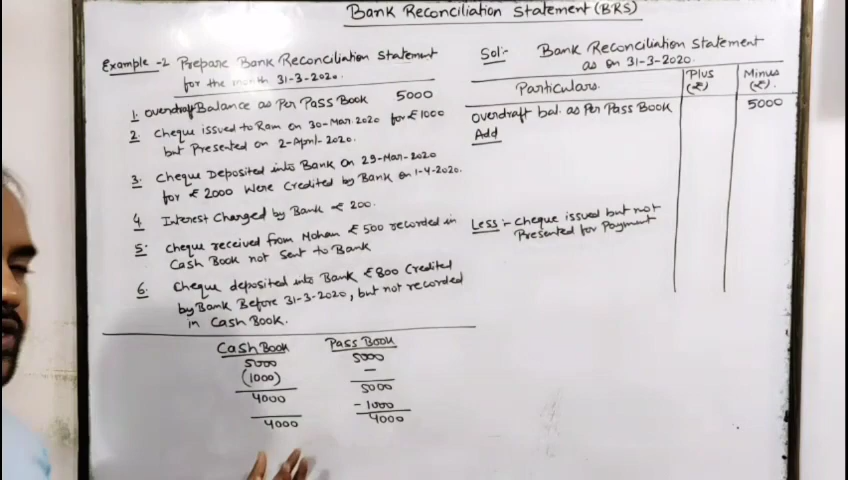 Bank Reconciliation Statement (BRS)
Example -2 Prepare Bank Reconciliation Statement
for the month 31-3-2020.
1. overdraft Balance as Per Pass Book 5000
2. Cheque issued to Ram on 30-Mar.2020 for ₹1000
but Presented on 2-April-2020.
3. Cheque Deposited into Bank on 29-Mar-2020
for ₹ 2000 Were Credited by Bank on 1-4-2020.
4 Interest Charged by Bank ₹ 200.
5. Cheque received from Mohan ₹ 500 recorded in
Cash Book not Sent to Bank
6. Cheque deposited into Bank ₹800 Credited
by Bank Before 31-3-2020, but not recorded
in Cash Book.
Cash Book
5000
(1000)
4000
4000
Pass Book
5000
–
5000
- 1000
4000
Sol:- Bank Reconciliation Statement
as on 31-3-2020.
Particulars. Plus (₹) Minus (₹).
overdraft bal. as Per Pass Book 5000
Add
Less:- Cheque issued but not
Presented for Payment